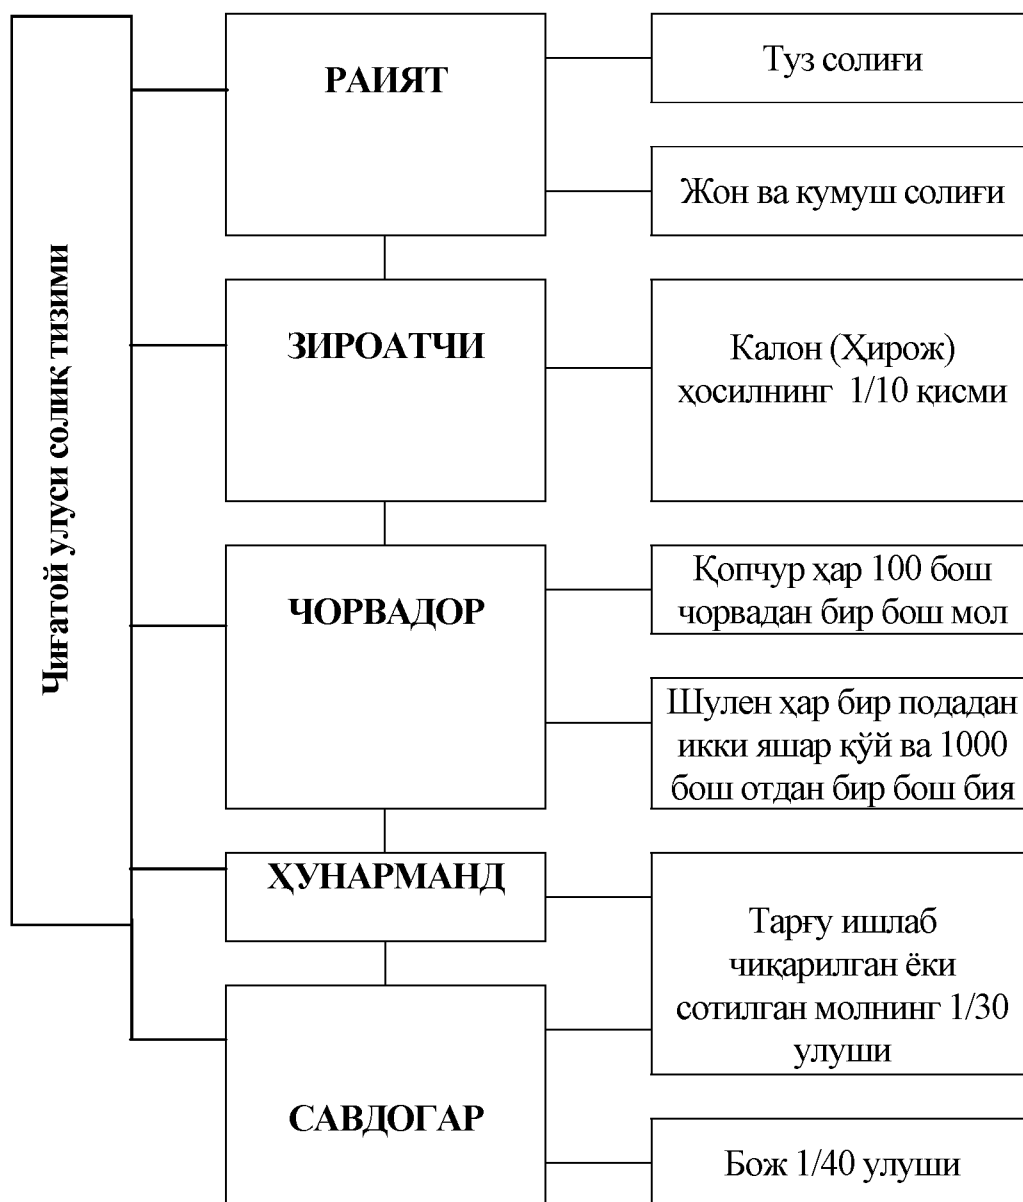 Чиғатой улуси солиқ тизими
РАИЯТ
Туз солиғи
Жон ва кумуш солиғи
ЗИРОАТЧИ
Калон (Ҳирож)
ҳосилнинг 1/10 қисми
ЧОРВАДОР
Қопчур ҳар 100 бош
чорвадан бир бош мол
Шулен ҳар бир подадан
икки яшар қўй ва 1000
бош отдан бир бош бия
ҲУНАРМАНД
Тарғу ишлаб
чиқарилган ёки
сотилган молнинг 1/30
улуши
САВДОГАР
Бож 1/40 улуши